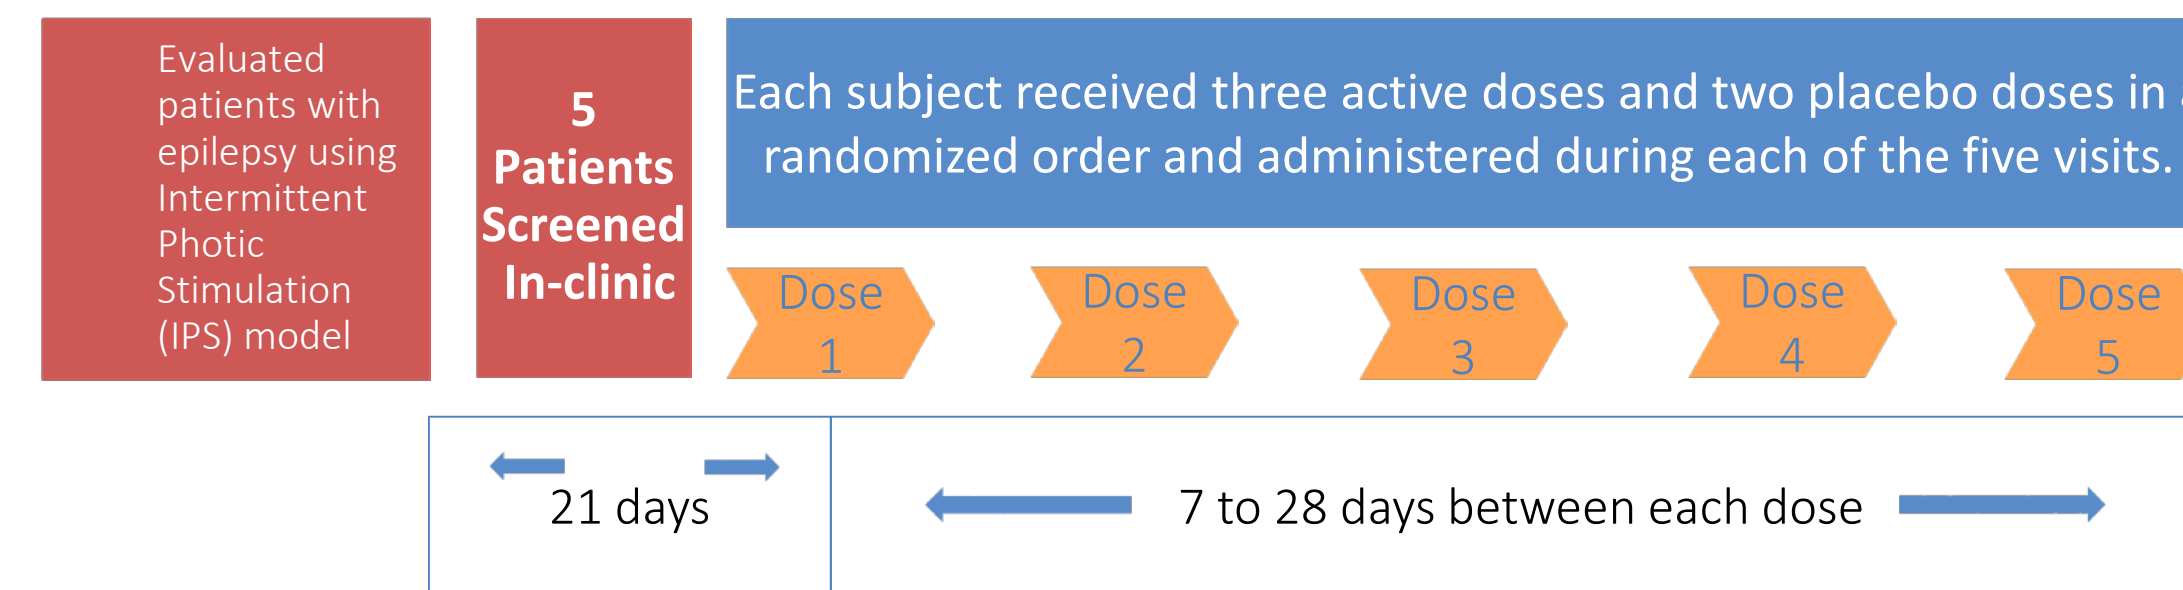 Evaluated
patients with
epilepsy using
Intermittent
Photic
Stimulation
(IPS) model
5
Patients
Screened
In-clinic
Each subject received three active doses and two placebo doses in
randomized order and administered during each of the five visits.
Dose
1
Dose
2
Dose
3
Dose
4
Dose
5
21 days
7 to 28 days between each dose